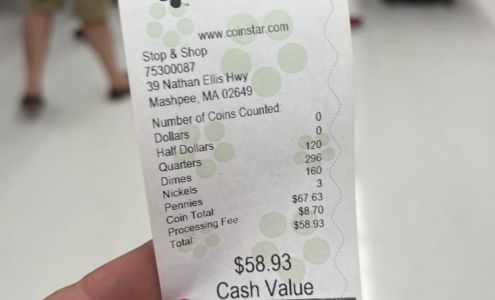 www.coinstar.com
Stop & Shop
75300087
39 Nathan Ellis Hwy
Mashpee, MA 02649
Number of Coins Counted:
Dollars 0
Half Dollars 0
Quarters 120
Dimes 296
Nickels 160
Pennies 3
Coin Total $67.63
Processing Fee $8.70
Total: $58.93
$58.93
Cash Value